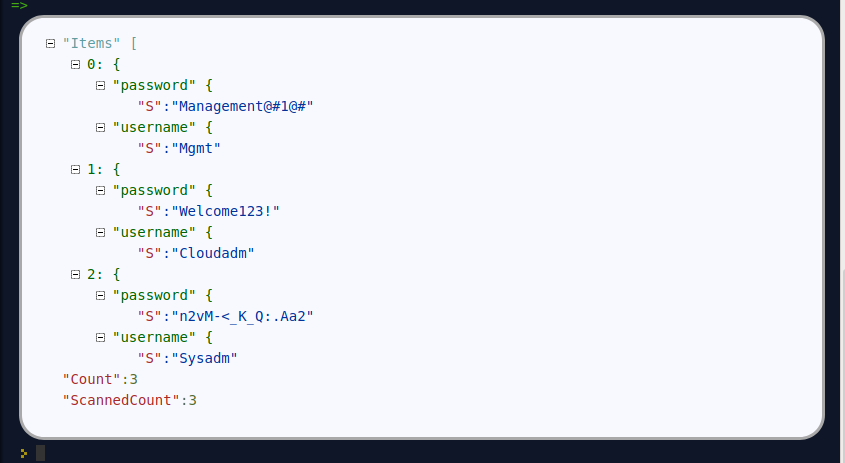 =>
"Items" [
0: {
"password" {
"S":"Management@#1@#"
"username" {
"S":"Mgmt"
1: {
"password" {
"S":"Welcome123!"
"username" {
"S":"Cloudadm"
2: {
"password" {
"S":"n2vM-<_K_Q:.Aa2"
"username" {
"S":"Sysadm"
"Count":3
"ScannedCount":3